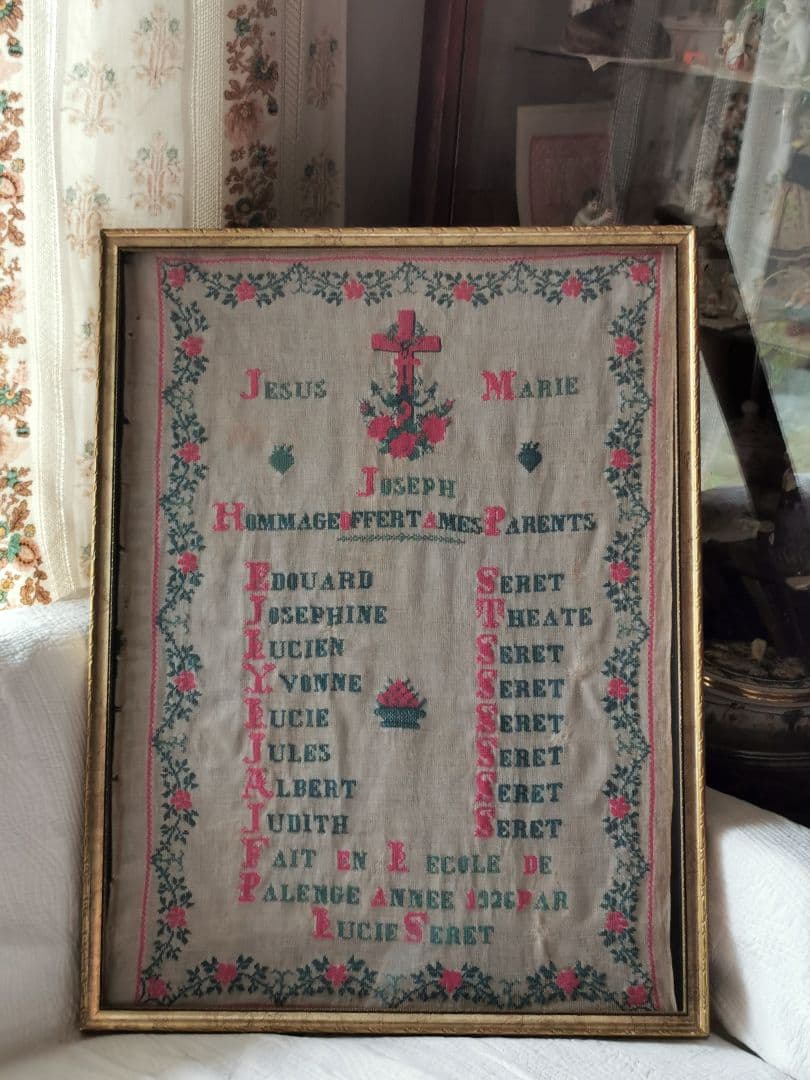 JESUS MARIE
JOSEPH
HOMMAGE OFFERT A MES PARENTS
EDOUARD SERET
JOSEPHINE THEATE
LUCIEN SERET
YVONNE SERET
LUCIE SERET
JULES SERET
ALBERT SERET
JUDITH SERET
FAIT EN L ECOLE DE
PALENGE ANNEE 1926 PAR
LUCIE SERET